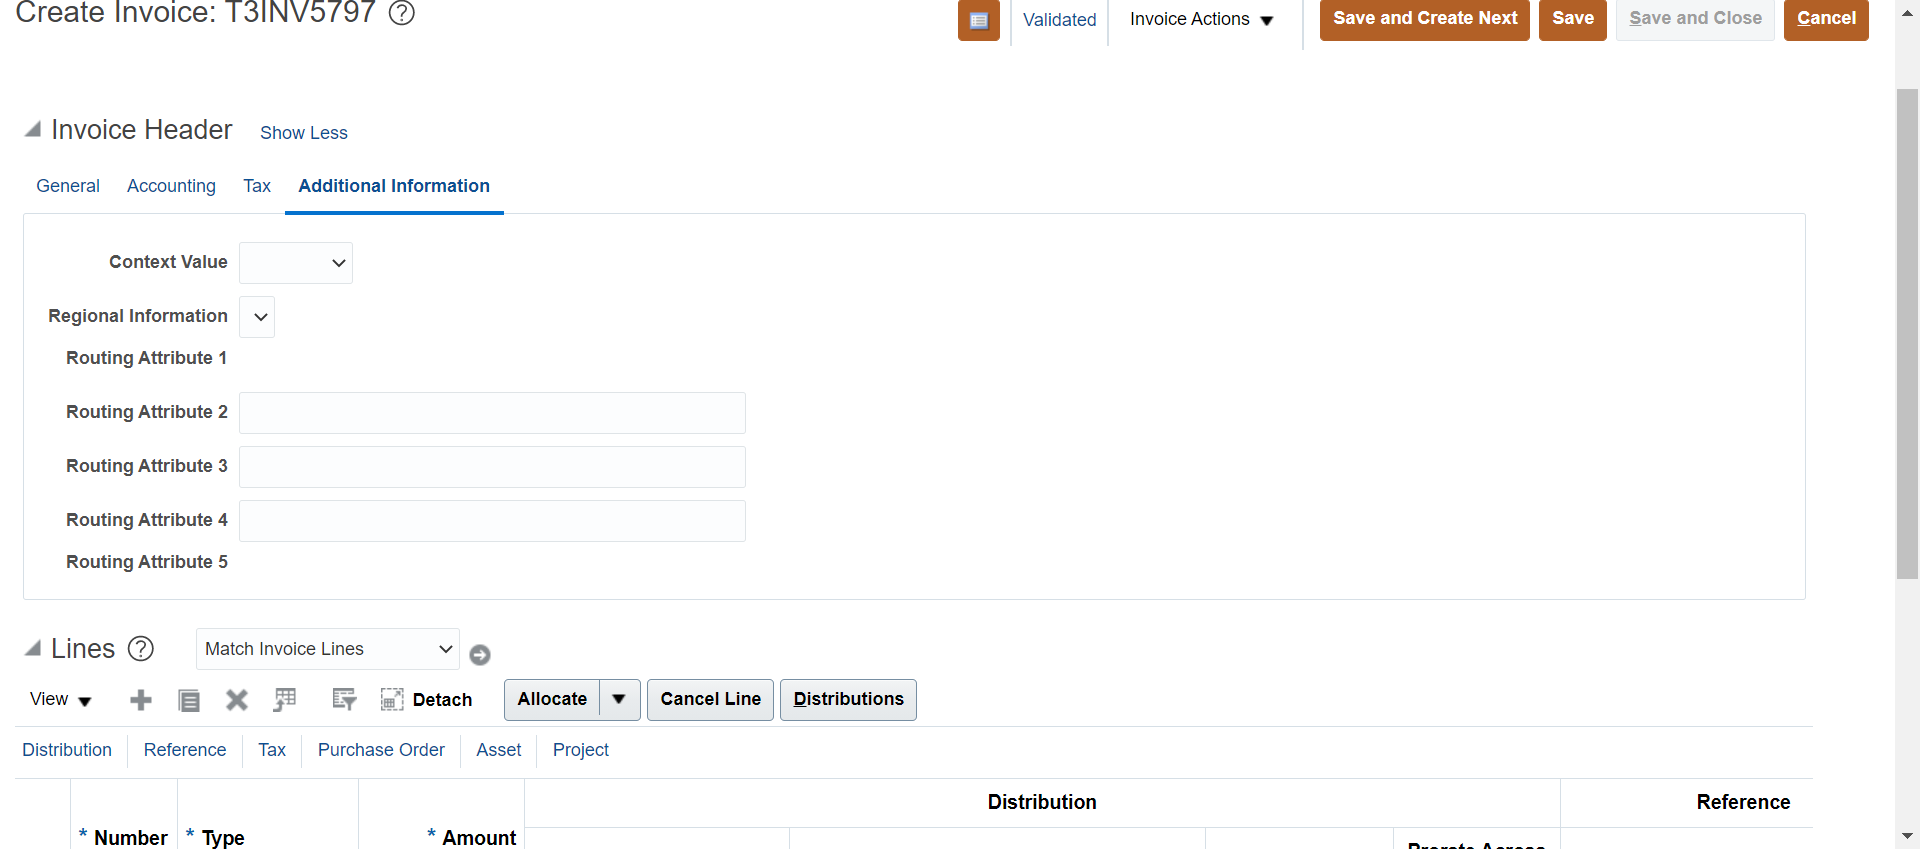 Create Invoice: T3INV5797 ?
Validated
Invoice Actions
Save and Create Next
Save
Save and Close
Cancel
Invoice Header Show Less
General Accounting Tax Additional Information
Context Value
Regional Information
Routing Attribute 1
Routing Attribute 2
Routing Attribute 3
Routing Attribute 4
Routing Attribute 5
Lines ? Match Invoice Lines
View Detach Allocate Cancel Line Distributions
Distribution Reference Tax Purchase Order Asset Project
Distribution Reference
* Number * Type * Amount
Prorate Across